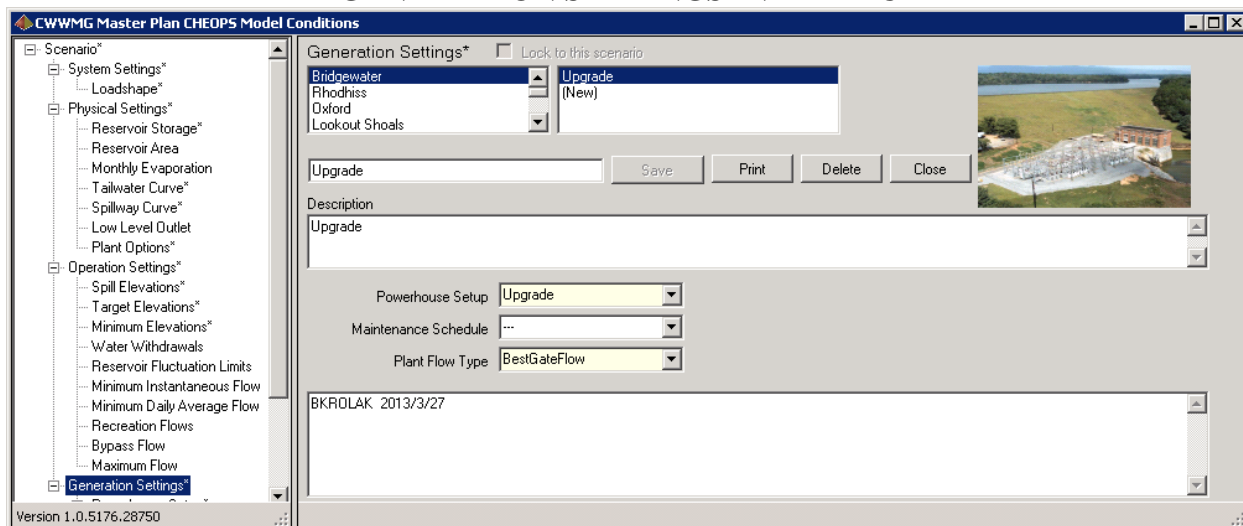 CWWMG Master Plan CHEOPS Model Conditions
Scenario*
System Settings*
Loadshape*
Physical Settings*
Reservoir Storage*
Reservoir Area
Monthly Evaporation
Tailwater Curve*
Spillway Curve*
Low Level Outlet
Plant Options*
Operation Settings*
Spill Elevations*
Target Elevations*
Minimum Elevations*
Water Withdrawals
Reservoir Fluctuation Limits
Minimum Instantaneous Flow
Minimum Daily Average Flow
Recreation Flows
Bypass Flow
Maximum Flow
Generation Settings*
Version 1.0.5176.28750
Generation Settings* Lock to this scenario
Bridgewater
Rhodhiss
Oxford
Lookout Shoals
Upgrade
(New)
Upgrade Save Print Delete Close
Description
Upgrade
Powerhouse Setup Upgrade
Maintenance Schedule ---
Plant Flow Type BestGateFlow
BKROLAK 2013/3/27